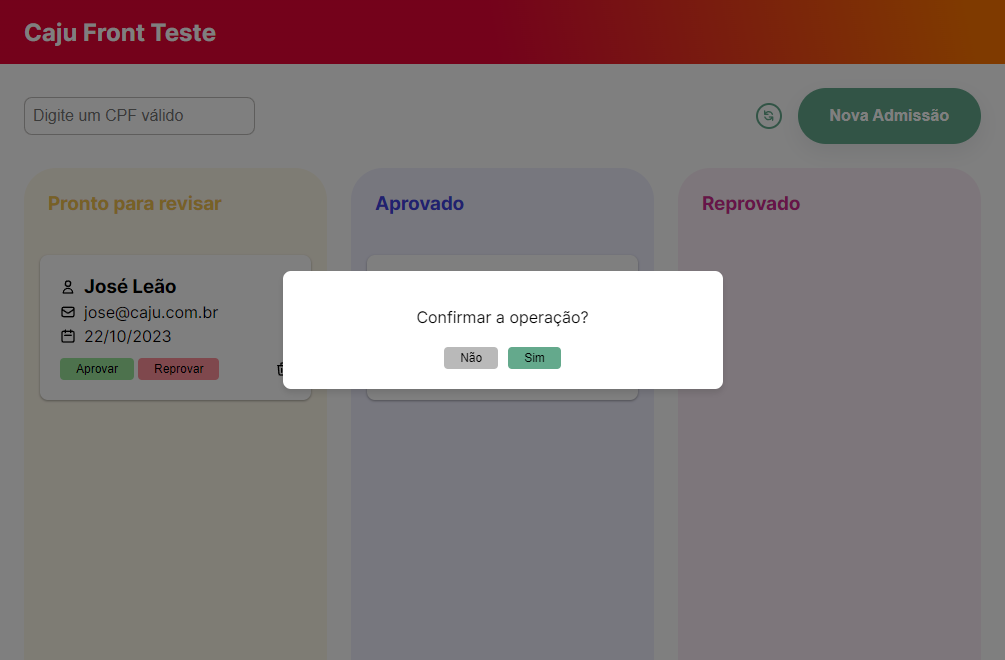 Caju Front Teste
Digite um CPF válido
Nova Admissão
Pronto para revisar
Aprovado
Reprovado
José Leão
jose@caju.com.br
22/10/2023
Aprovar
Reprovar
Confirmar a operação?
Não
Sim